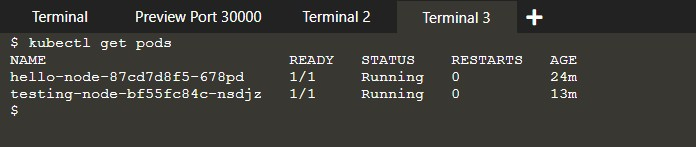 Terminal Preview Port 30000 Terminal 2 Terminal 3 +
$ kubectl get pods
NAME READY STATUS RESTARTS AGE
hello-node-87cd7d8f5-678pd 1/1 Running 0 24m
testing-node-bf55fc84c-nsdjz 1/1 Running 0 13m
$